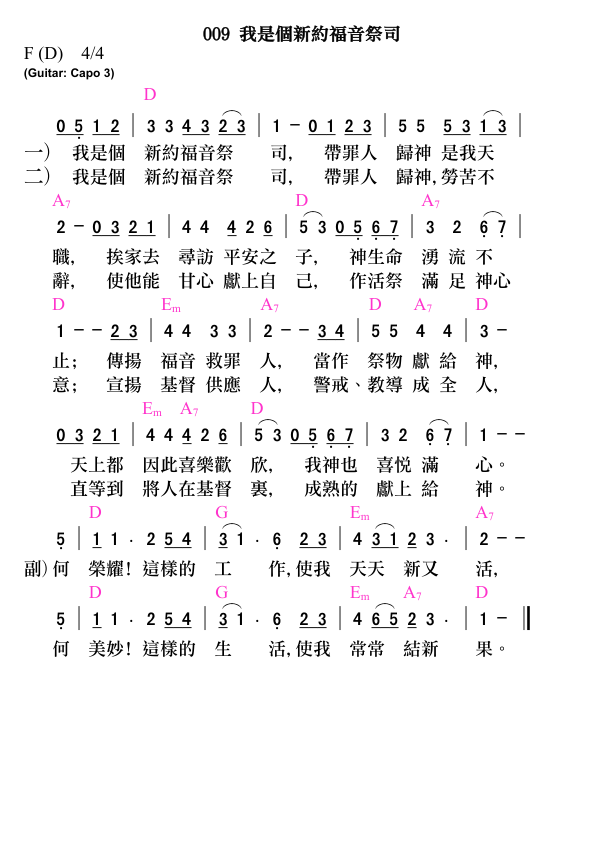 009 我是個新約福音祭司
F (D) 4/4
(Guitar: Capo 3)
D
0 5 1 2 | 3 3 4 3 2 3 | 1 - 0 1 2 3 | 5 5 5 3 1 3 |
一) 我是個 新約福音祭 司, 帶罪人 歸神 是我天
二) 我是個 新約福音祭 司, 帶罪人 歸神, 勞苦不
A7 D A7
2 - 0 3 2 1 | 4 4 4 2 6 | 5 3 0 5 6 7 | 3 2 6 7 |
職, 挨家去 尋訪 平安之 子, 神生命 湧 流 不
辭, 使他能 甘心 獻上自 己, 作活祭 滿 足 神心
D Em A7 D A7 D
1 - - 2 3 | 4 4 3 3 | 2 - - 3 4 | 5 5 4 4 | 3 -
止; 傳揚 福音 救罪 人, 當作 祭物 獻 給 神,
意; 宣揚 基督 供應 人, 警戒、教導 成 全 人,
Em A7 D
0 3 2 1 | 4 4 4 2 6 | 5 3 0 5 6 7 | 3 2 6 7 | 1 - -
天上都 因此喜樂歡 欣, 我神也 喜悅 滿 心。
直等到 將人在基督 裏, 成熟的 獻上 給 神。
D G Em A7
5 | 1 1 . 2 5 4 | 3 1 . 6 2 3 | 4 3 1 2 3 . | 2 - -
副) 何 榮耀! 這樣的 工 作, 使我 天天 新又 活,
D G Em A7 D
5 | 1 1 . 2 5 4 | 3 1 . 6 2 3 | 4 6 5 2 3 . | 1 -
何 美妙! 這樣的 生 活, 使我 常常 結新 果。